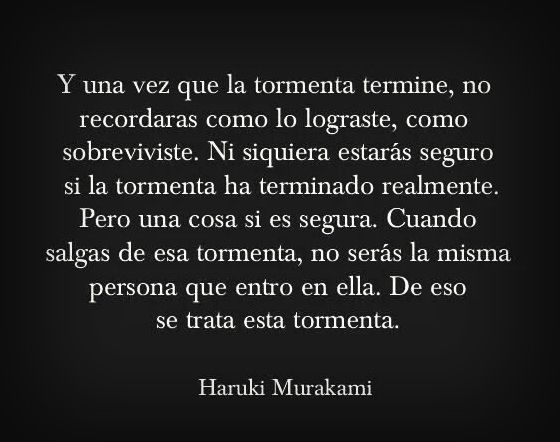 Y una vez que la tormenta termine, no
recordaras como lo lograste, como
sobreviviste. Ni siquiera estarás seguro
si la tormenta ha terminado realmente.
Pero una cosa si es segura. Cuando
salgas de esa tormenta, no serás la misma
persona que entro en ella. De eso
se trata esta tormenta.
Haruki Murakami